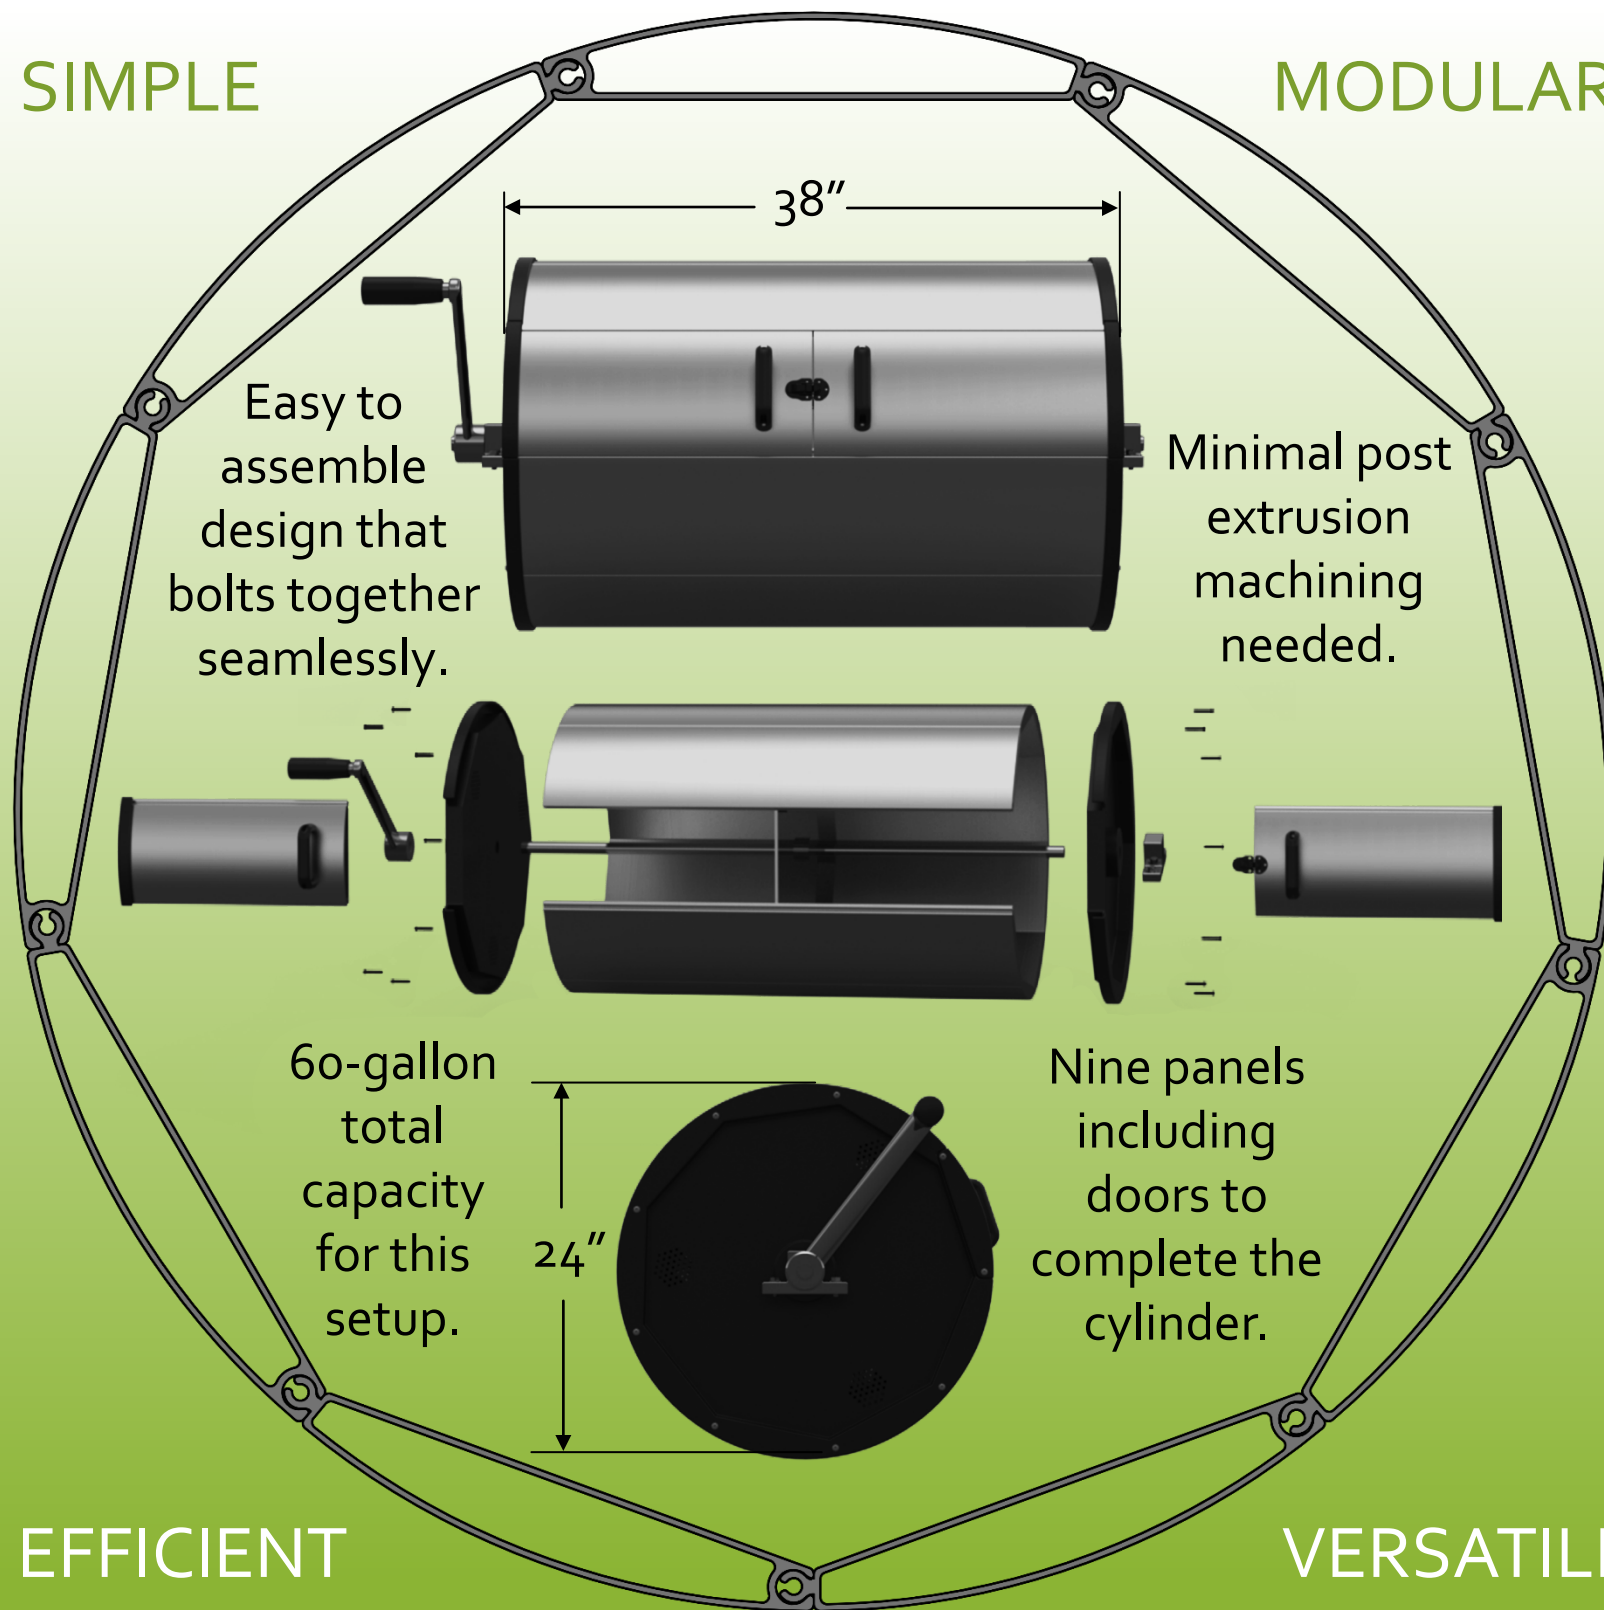 SIMPLE
MODULAR
38"
Easy to
assemble
design that
bolts together
seamlessly.
Minimal post
extrusion
machining
needed.
60-gallon
total
capacity
for this
setup.
24"
Nine panels
including
doors to
complete the
cylinder.
EFFICIENT
VERSATILE